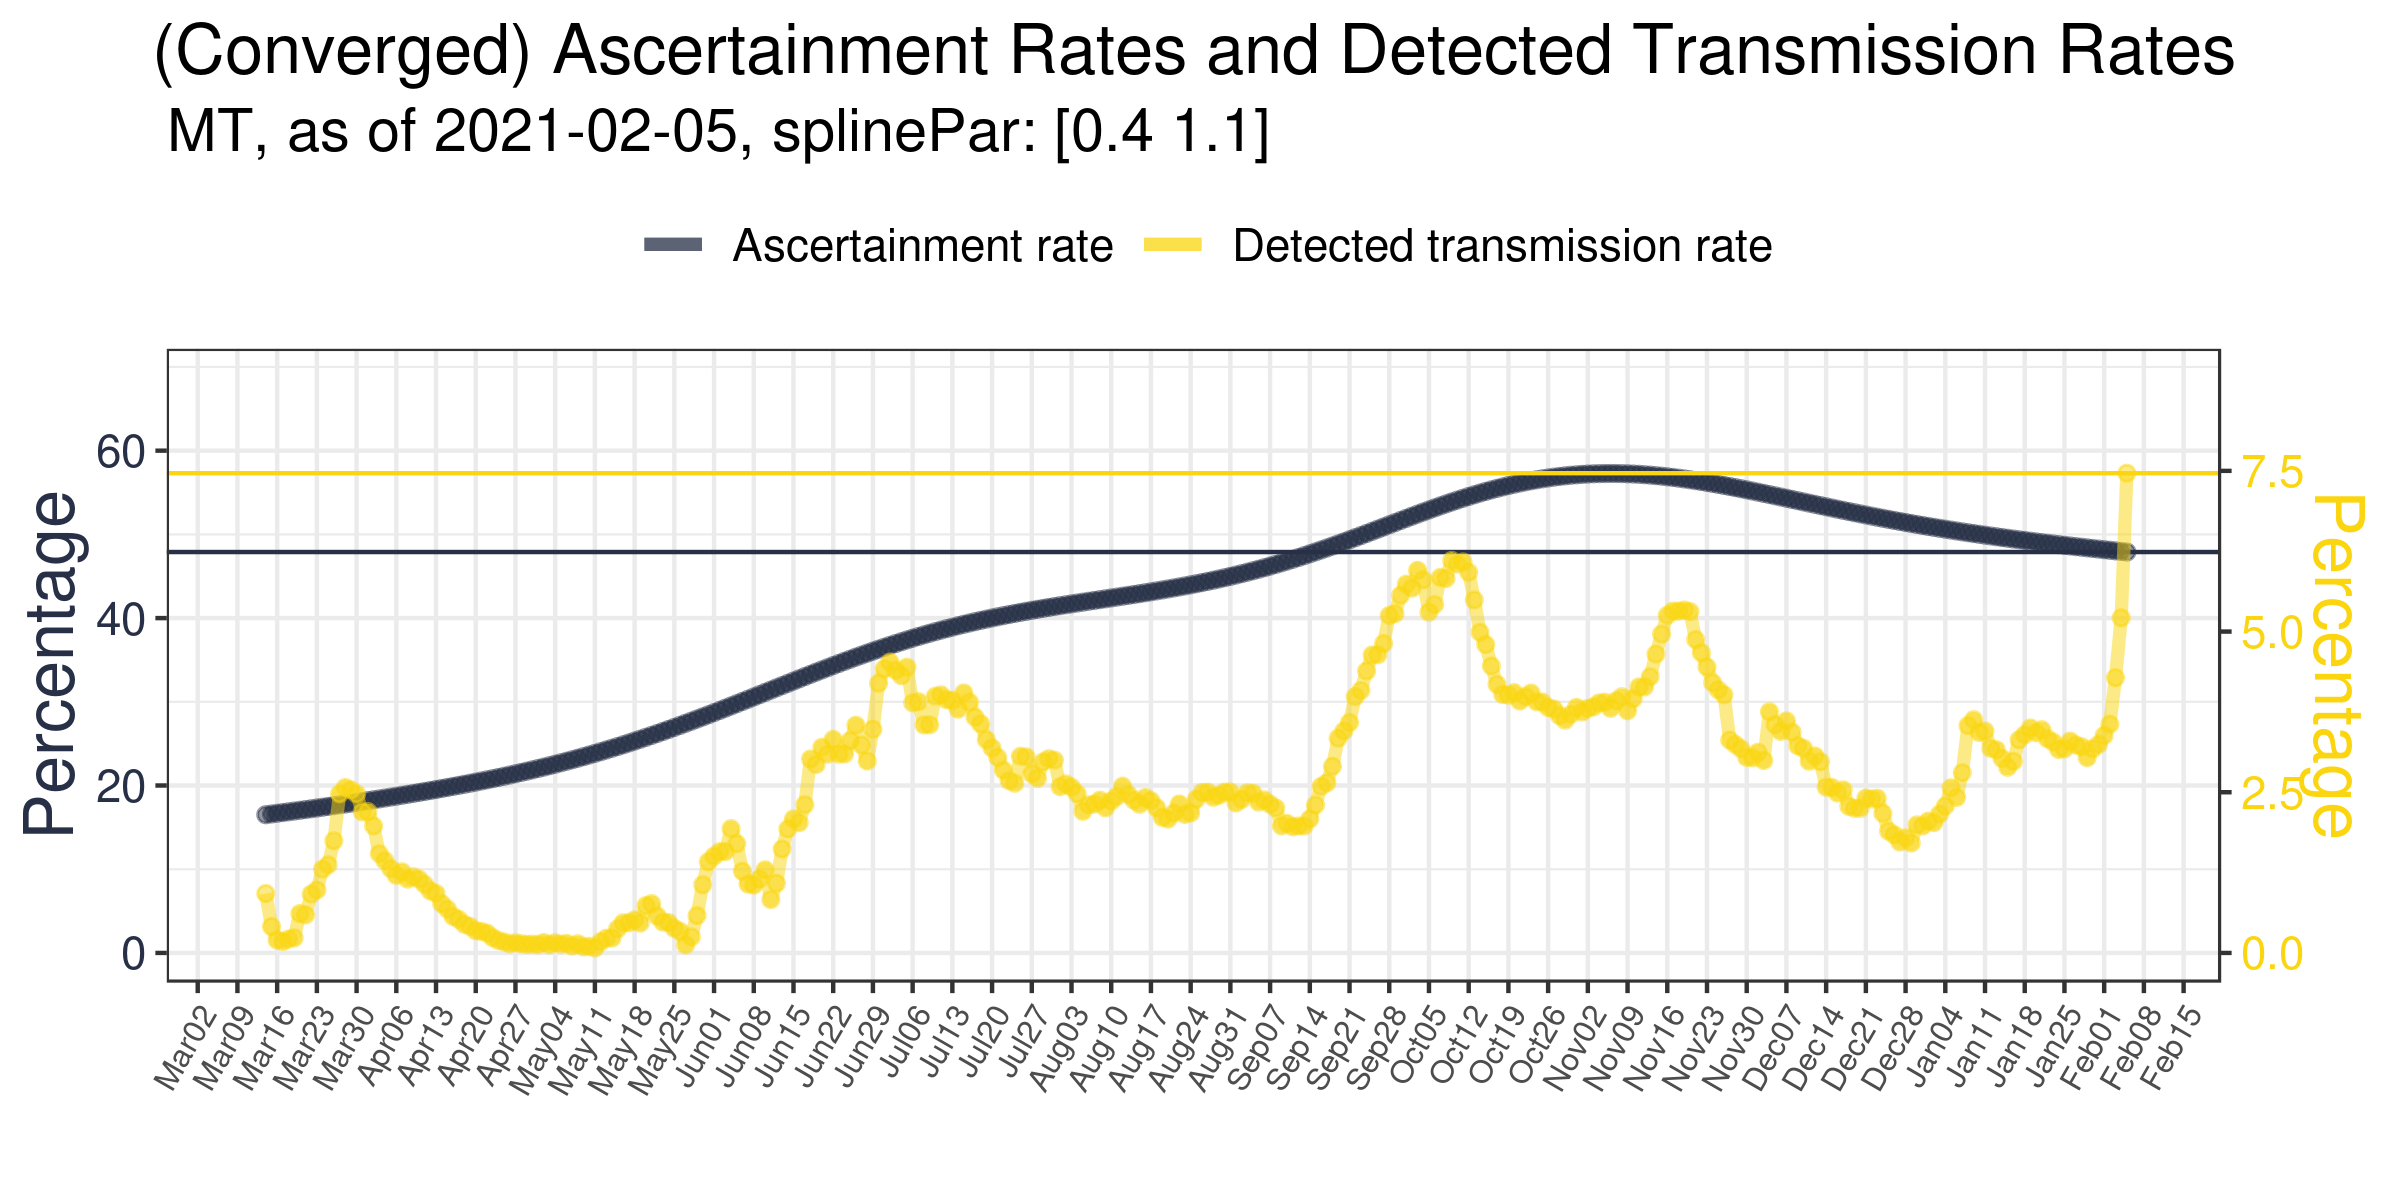 (Converged) Ascertainment Rates and Detected Transmission Rates
MT, as of 2021-02-05, splinePar: [0.4 1.1]
Ascertainment rate
Detected transmission rate
Percentage
60
40
20
0
7.5
5.0
2.5
0.0
Percentage
Mar02
Mar09
Mar16
Mar23
Mar30
Apr06
Apr13
Apr20
Apr27
May04
May11
May18
May25
Jun01
Jun08
Jun15
Jun22
Jun29
Jul06
Jul13
Jul20
Jul27
Aug03
Aug10
Aug17
Aug24
Aug31
Sep07
Sep14
Sep21
Sep28
Oct05
Oct12
Oct19
Oct26
Nov02
Nov09
Nov16
Nov23
Nov30
Dec07
Dec14
Dec21
Dec28
Jan04
Jan11
Jan18
Jan25
Feb01
Feb08
Feb15